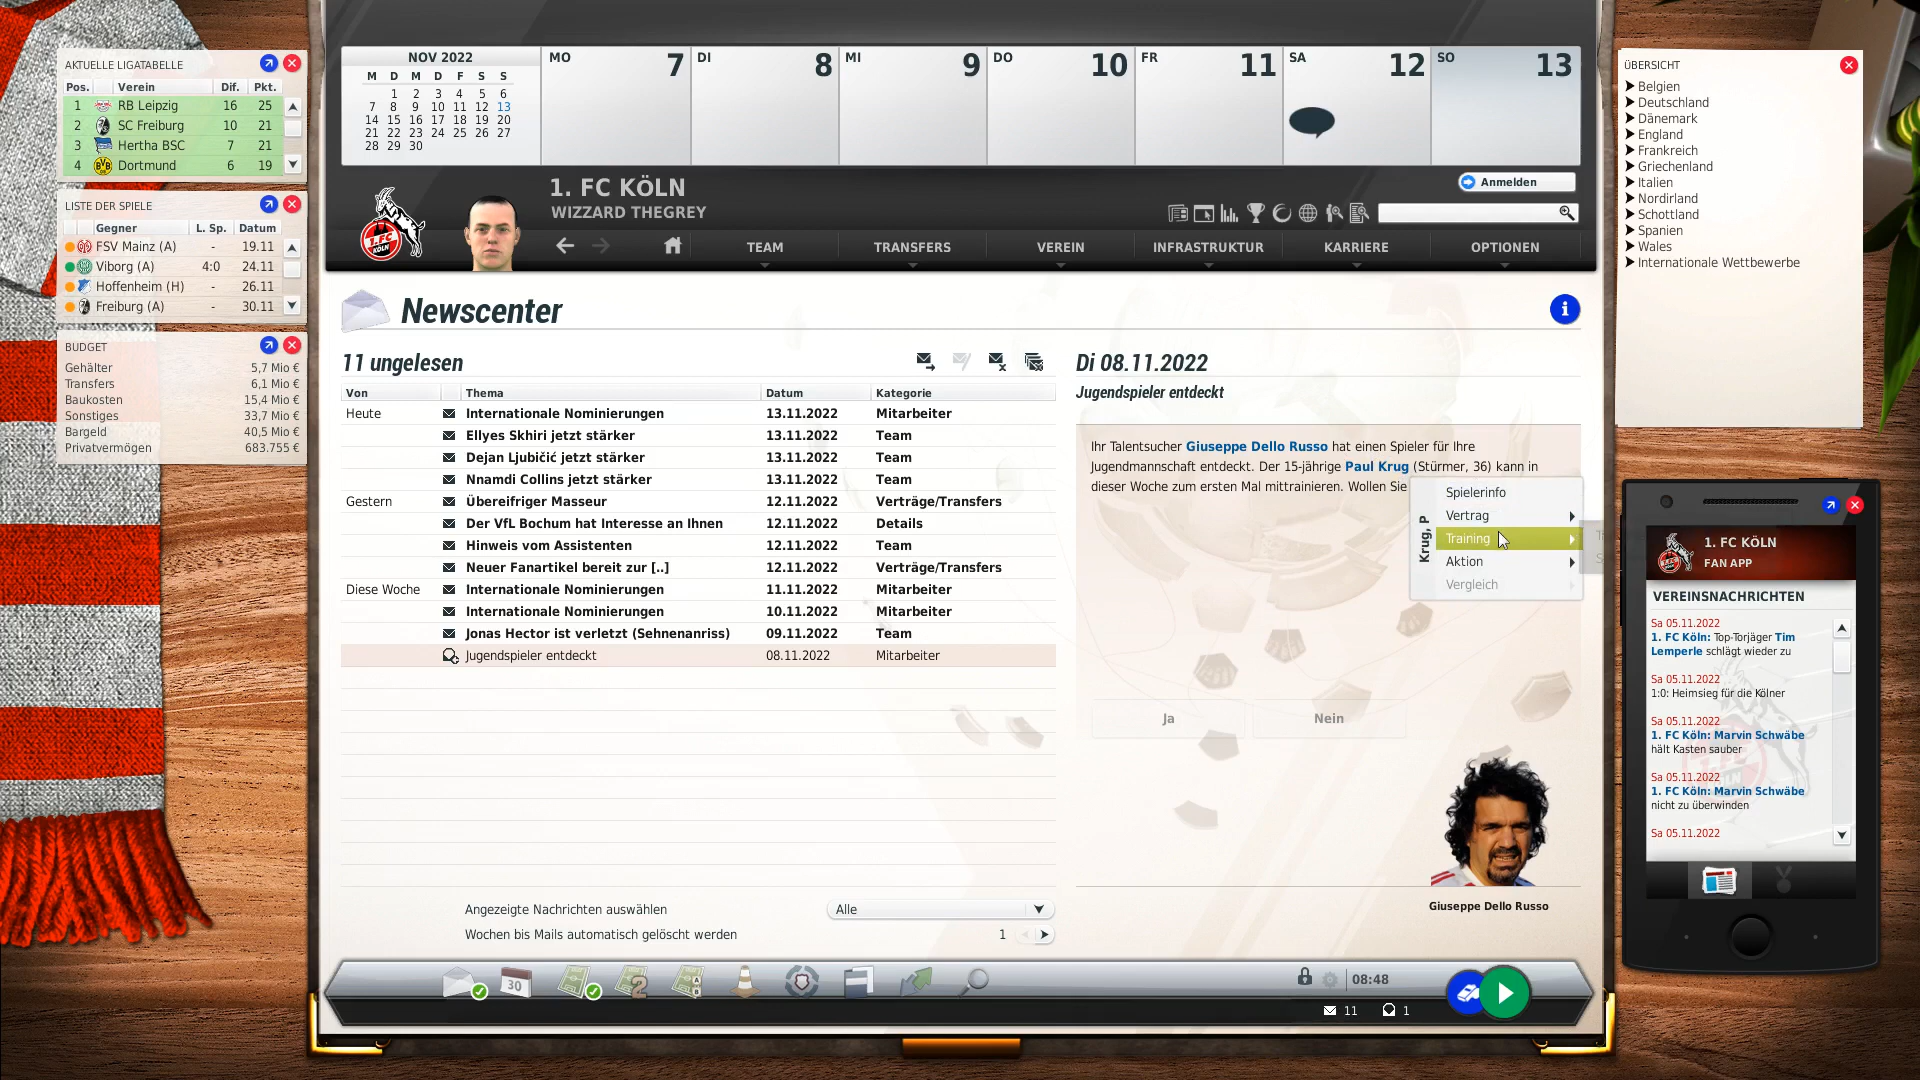 AKTUELLE LIGATABELLE
Pos. Verein Dif. Pkt.
1 RB Leipzig 16 25
2 SC Freiburg 10 21
3 Hertha BSC 7 21
4 Dortmund 6 19
LISTE DER SPIELE
Gegner L. Sp. Datum
FSV Mainz (A) - 19.11
Viborg (A) 4:0 24.11
Hoffenheim (H) - 26.11
Freiburg (A) - 30.11
BUDGET
Gehälter 5,7 Mio €
Transfers 6,1 Mio €
Baukosten 15,4 Mio €
Sonstiges 33,7 Mio €
Bargeld 40,5 Mio €
Privatvermögen 683.755 €
NOV 2022
M D M D F S S
1 2 3 4 5 6
7 8 9 10 11 12 13
14 15 16 17 18 19 20
21 22 23 24 25 26 27
28 29 30
MO 7 DI 8 MI 9 DO 10 FR 11 SA 12 SO 13
1. FC KÖLN
WIZZARD THEGREY
Anmelden
TEAM TRANSFERS VEREIN INFRASTRUKTUR KARRIERE OPTIONEN
Newscenter
11 ungelesen
Von Thema Datum Kategorie
Heute Internationale Nominierungen 13.11.2022 Mitarbeiter
Ellyes Skhiri jetzt stärker 13.11.2022 Team
Dejan Ljubičić jetzt stärker 13.11.2022 Team
Nnamdi Collins jetzt stärker 13.11.2022 Team
Gestern Übereifriger Masseur 12.11.2022 Verträge/Transfers
Der VfL Bochum hat Interesse an Ihnen 12.11.2022 Details
Hinweis vom Assistenten 12.11.2022 Team
Neuer Fanartikel bereit zur [..] 12.11.2022 Verträge/Transfers
Diese Woche Internationale Nominierungen 11.11.2022 Mitarbeiter
Internationale Nominierungen 10.11.2022 Mitarbeiter
Jonas Hector ist verletzt (Sehnenanriss) 09.11.2022 Team
Jugendspieler entdeckt 08.11.2022 Mitarbeiter
Angezeigte Nachrichten auswählen Alle
Wochen bis Mails automatisch gelöscht werden 1
Di 08.11.2022
Jugendspieler entdeckt
Ihr Talentsucher Giuseppe Dello Russo hat einen Spieler für Ihre
Jugendmannschaft entdeckt. Der 15-jährige Paul Krug (Stürmer, 36) kann in
dieser Woche zum ersten Mal mittrainieren. Wollen Sie
Krug, P
Spielerinfo
Vertrag
Training
Aktion
Vergleich
Ja Nein
Giuseppe Dello Russo
30
2
08:48
11 1
ÜBERSICHT
Belgien
Deutschland
Dänemark
England
Frankreich
Griechenland
Italien
Nordirland
Schottland
Spanien
Wales
Internationale Wettbewerbe
1. FC KÖLN
FAN APP
VEREINSNACHRICHTEN
Sa 05.11.2022
1. FC Köln: Top-Torjäger Tim
Lemperle schlägt wieder zu
Sa 05.11.2022
1:0: Heimsieg für die Kölner
Sa 05.11.2022
1. FC Köln: Marvin Schwäbe
hält Kasten sauber
Sa 05.11.2022
1. FC Köln: Marvin Schwäbe
nicht zu überwinden
Sa 05.11.2022